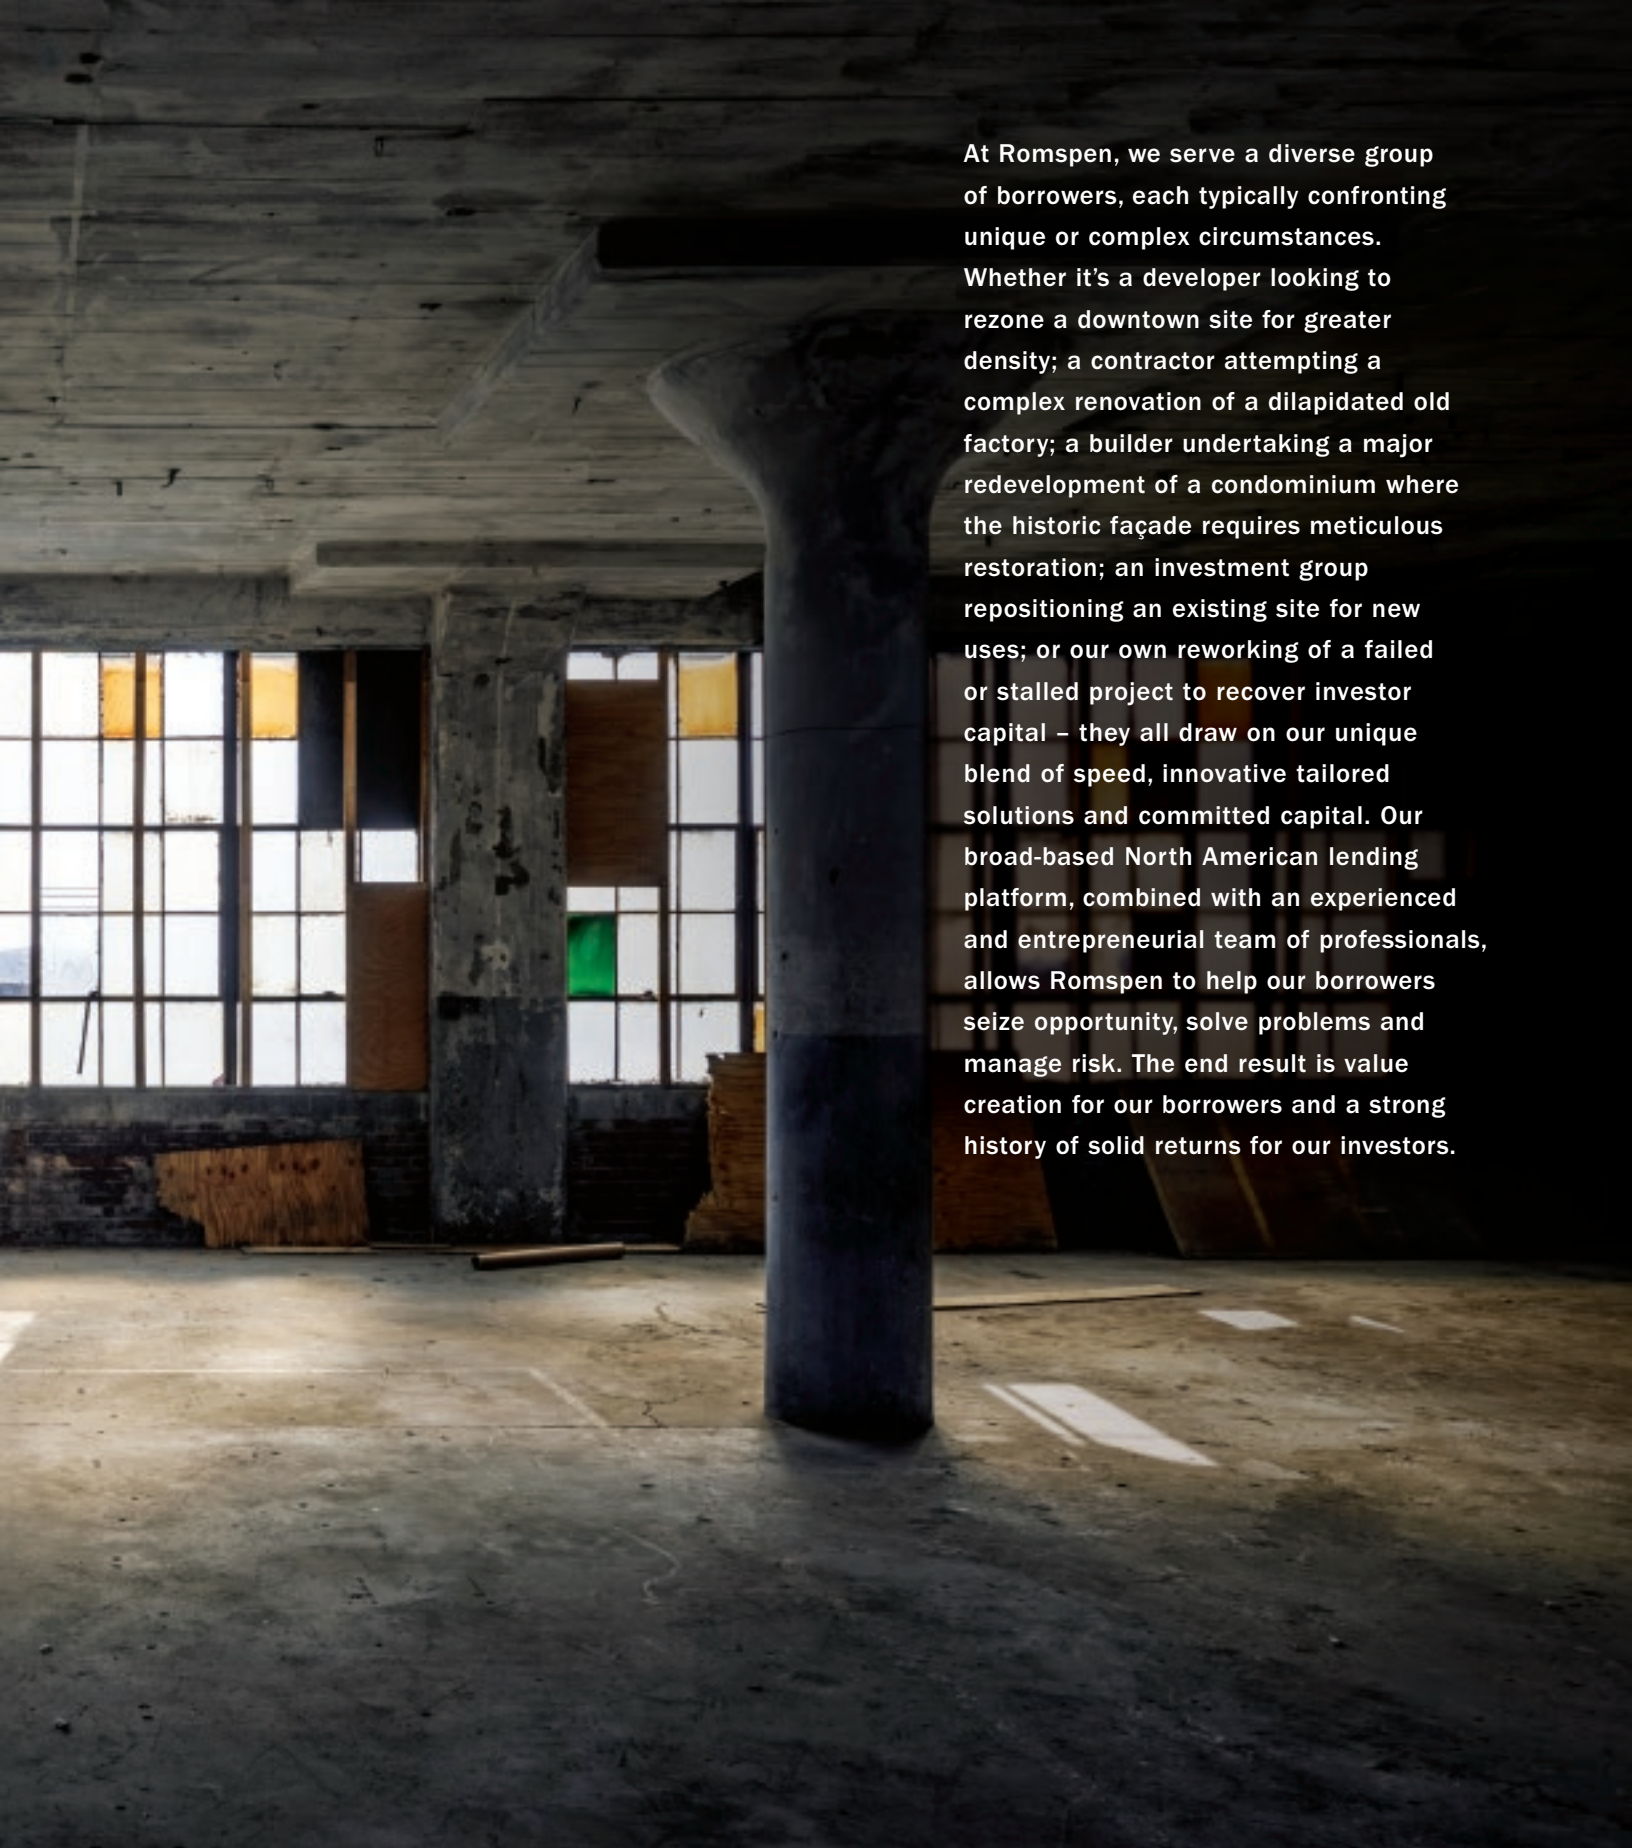 At Romspen, we serve a diverse group
of borrowers, each typically confronting
unique or complex circumstances.
Whether it’s a developer looking to
rezone a downtown site for greater
density; a contractor attempting a
complex renovation of a dilapidated old
factory; a builder undertaking a major
redevelopment of a condominium where
the historic façade requires meticulous
restoration; an investment group
repositioning an existing site for new
uses; or our own reworking of a failed
or stalled project to recover investor
capital – they all draw on our unique
blend of speed, innovative tailored
solutions and committed capital. Our
broad-based North American lending
platform, combined with an experienced
and entrepreneurial team of professionals,
allows Romspen to help our borrowers
seize opportunity, solve problems and
manage risk. The end result is value
creation for our borrowers and a strong
history of solid returns for our investors.